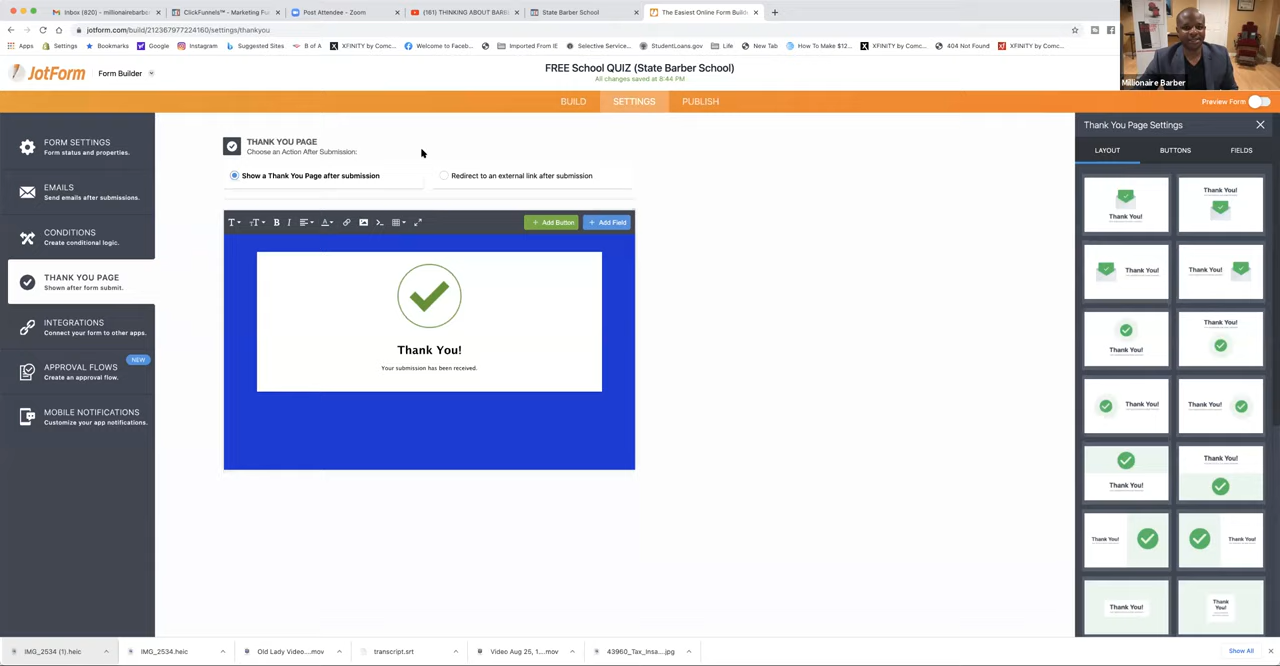 Inbox (820) - millionairebarber
ClickFunnels™ - Marketing Fu
Post Attendee - Zoom
(161) THINKING ABOUT BARBE
State Barber School
The Easiest Online Form Build
jotform.com/build/212367977224160/settings/thankyou
Apps
Settings
Bookmarks
Google
Instagram
Suggested Sites
B of A
XFINITY by Comc...
Welcome to Faceb...
Imported From IE
Selective Service...
StudentLoans.gov
Life
New Tab
How To Make $12...
XFINITY by Comc...
404 Not Found
XFINITY by Comc...
JotForm
Form Builder
FREE School QUIZ (State Barber School)
All changes saved at 8:44 PM
Millionaire Barber
BUILD
SETTINGS
PUBLISH
Preview Form
FORM SETTINGS
Form status and properties.
EMAILS
Send emails after submissions.
CONDITIONS
Create conditional logic.
THANK YOU PAGE
Shown after form submit.
INTEGRATIONS
Connect your form to other apps.
NEW
APPROVAL FLOWS
Create an approval flow.
MOBILE NOTIFICATIONS
Customize your app notifications.
THANK YOU PAGE
Choose an Action After Submission:
Show a Thank You Page after submission
Redirect to an external link after submission
+ Add Button
+ Add Field
Thank You!
Your submission has been received.
Thank You Page Settings
LAYOUT
BUTTONS
FIELDS
Thank You!
Thank You!
Thank You!
Thank You!
Thank You!
Thank You!
Thank You!
Thank You!
Thank You!
Thank You!
Thank You!
Thank You!
Thank You!
Thank
You!
IMG_2534 (1).heic
IMG_2534.heic
Old Lady Video....mov
transcript.srt
Video Aug 25, 1....mov
43960_Tax_Insa....jpg
Show All